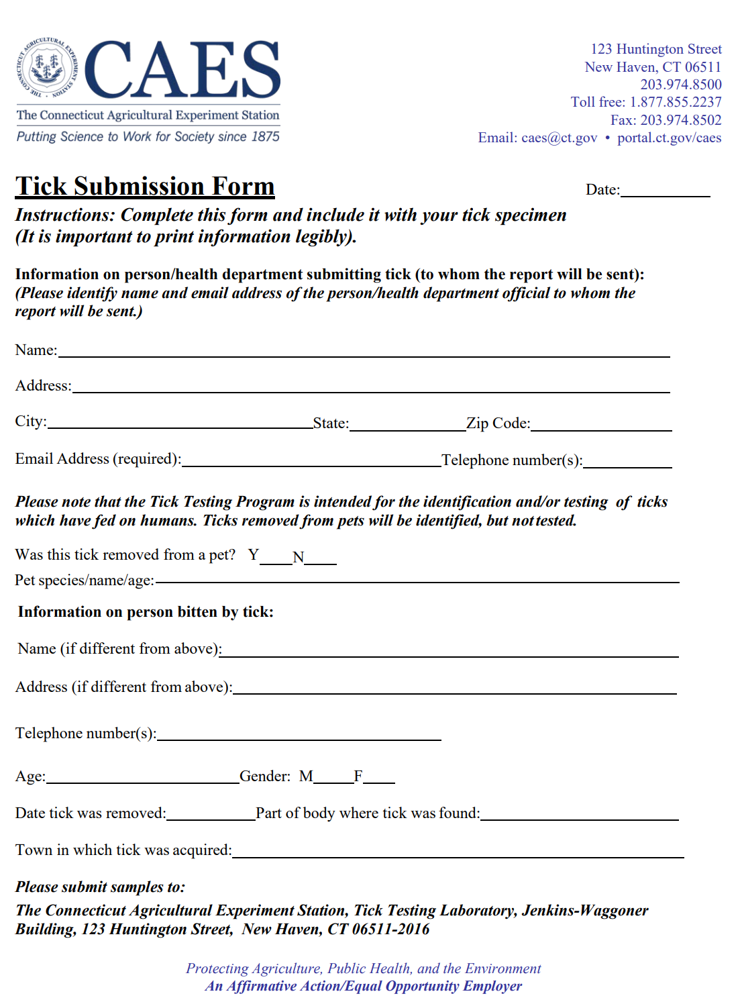 THE CONNECTICUT AGRICULTURAL EXPERIMENT STATION
CAES
The Connecticut Agricultural Experiment Station
Putting Science to Work for Society since 1875
123 Huntington Street
New Haven, CT 06511
203.974.8500
Toll free: 1.877.855.2237
Fax: 203.974.8502
Email: caes@ct.gov • portal.ct.gov/caes
Tick Submission Form
Date:
Instructions: Complete this form and include it with your tick specimen
(It is important to print information legibly).
Information on person/health department submitting tick (to whom the report will be sent):
(Please identify name and email address of the person/health department official to whom the
report will be sent.)
Name:
Address:
City: State: Zip Code:
Email Address (required): Telephone number(s):
Please note that the Tick Testing Program is intended for the identification and/or testing of ticks
which have fed on humans. Ticks removed from pets will be identified, but not tested.
Was this tick removed from a pet? Y N
Pet species/name/age:
Information on person bitten by tick:
Name (if different from above):
Address (if different from above):
Telephone number(s):
Age: Gender: M F
Date tick was removed: Part of body where tick was found:
Town in which tick was acquired:
Please submit samples to:
The Connecticut Agricultural Experiment Station, Tick Testing Laboratory, Jenkins-Waggoner
Building, 123 Huntington Street, New Haven, CT 06511-2016
Protecting Agriculture, Public Health, and the Environment
An Affirmative Action/Equal Opportunity Employer